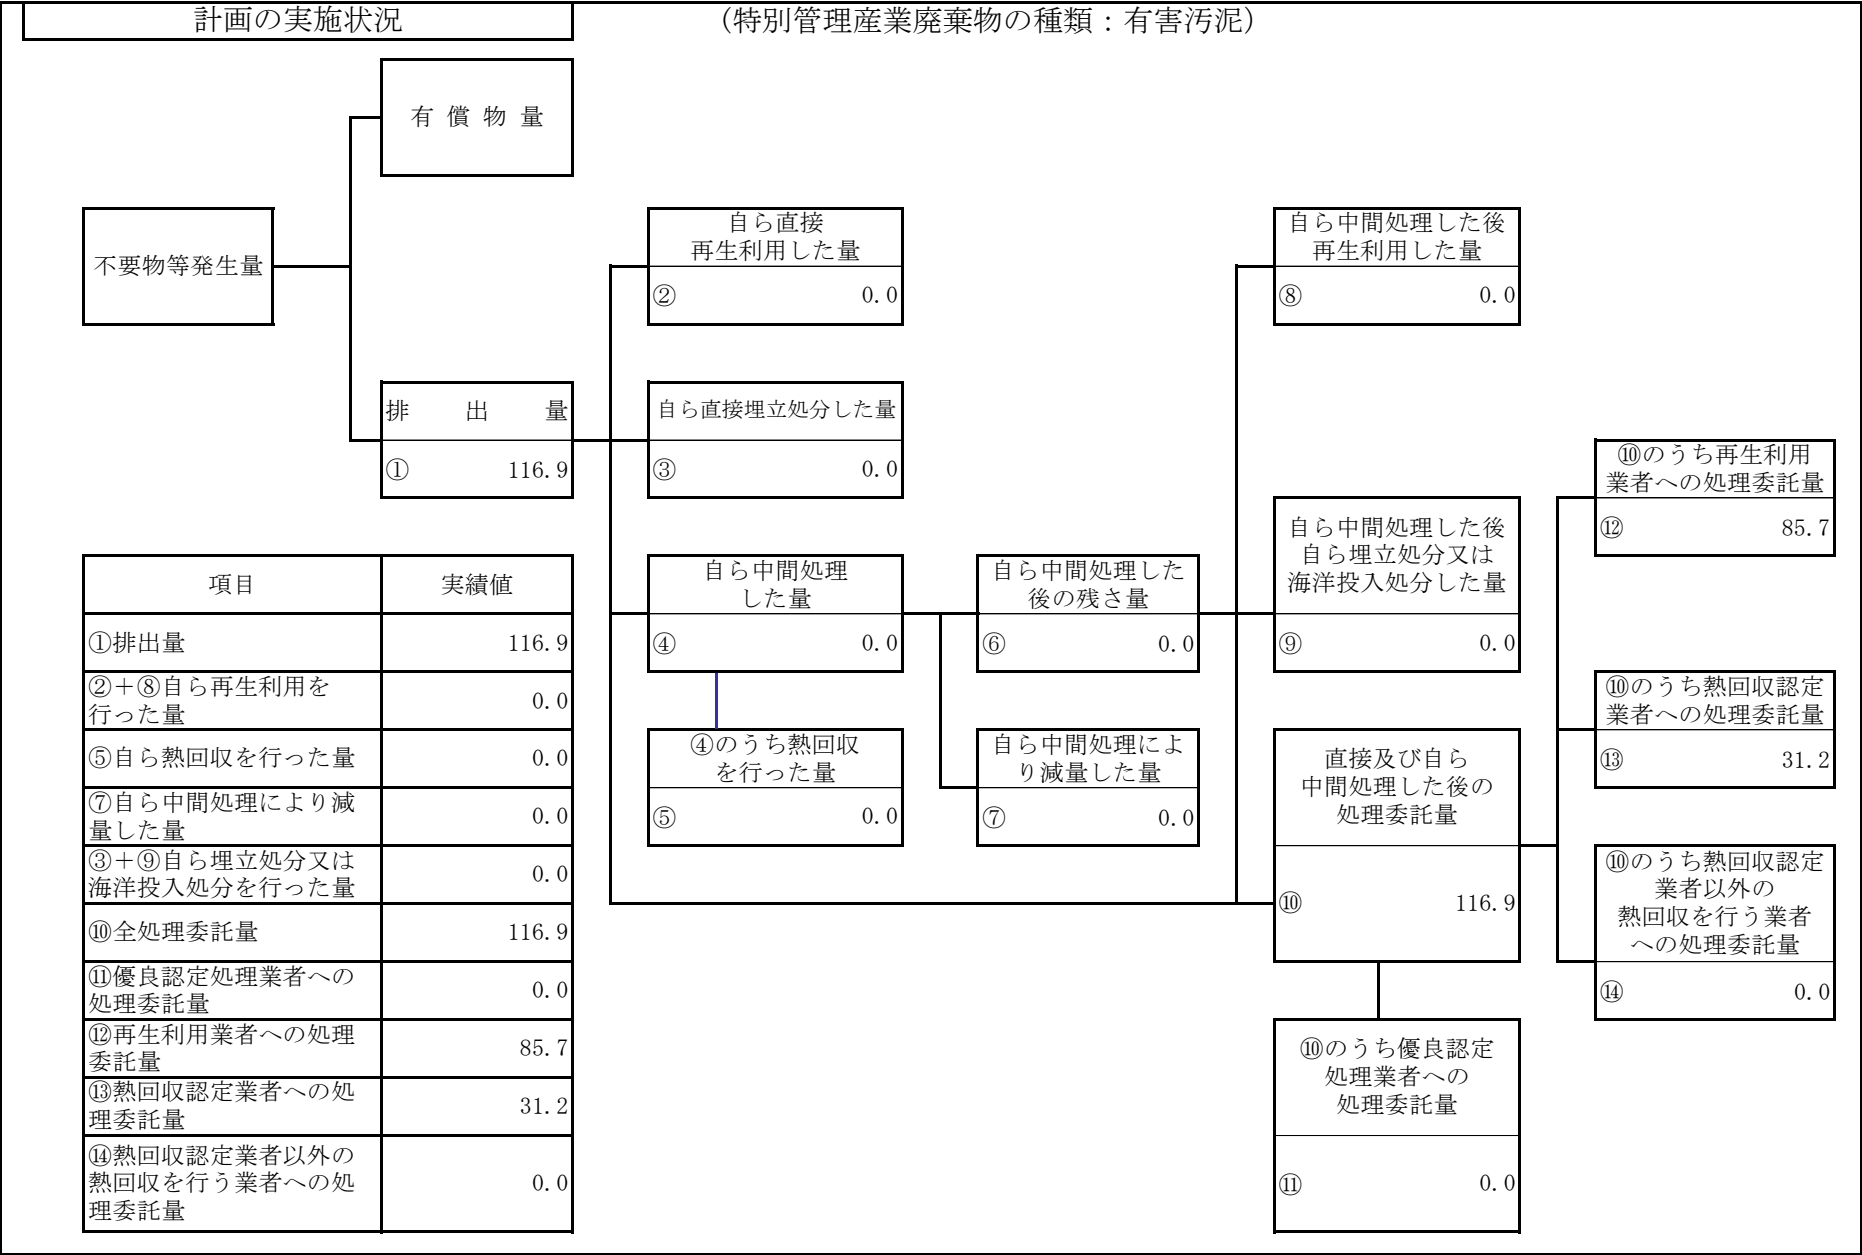 計画の実施状況
（特別管理産業廃棄物の種類：有害汚泥）
有償物量
不要物等発生量
自ら直接
再生利用した量
② 0.0
自ら中間処理した後
再生利用した量
⑧ 0.0
排出量
① 116.9
自ら直接埋立処分した量
③ 0.0
⑩のうち再生利用
業者への処理委託量
⑫ 85.7
自ら中間処理した後
自ら埋立処分又は
海洋投入処分した量
⑨ 0.0
自ら中間処理
した量
④ 0.0
自ら中間処理した
後の残さ量
⑥ 0.0
⑩のうち熱回収認定
業者への処理委託量
⑬ 31.2
④のうち熱回収
を行った量
⑤ 0.0
自ら中間処理によ
り減量した量
⑦ 0.0
直接及び自ら
中間処理した後の
処理委託量
⑩ 116.9
⑩のうち熱回収認定
業者以外の
熱回収を行う業者
への処理委託量
⑭ 0.0
⑩のうち優良認定
処理業者への
処理委託量
⑪ 0.0
項目 実績値
①排出量 116.9
②＋⑧自ら再生利用を
行った量 0.0
⑤自ら熱回収を行った量 0.0
⑦自ら中間処理により減
量した量 0.0
③＋⑨自ら埋立処分又は
海洋投入処分を行った量 0.0
⑩全処理委託量 116.9
⑪優良認定処理業者への
処理委託量 0.0
⑫再生利用業者への処理
委託量 85.7
⑬熱回収認定業者への処
理委託量 31.2
⑭熱回収認定業者以外の
熱回収を行う業者への処
理委託量 0.0